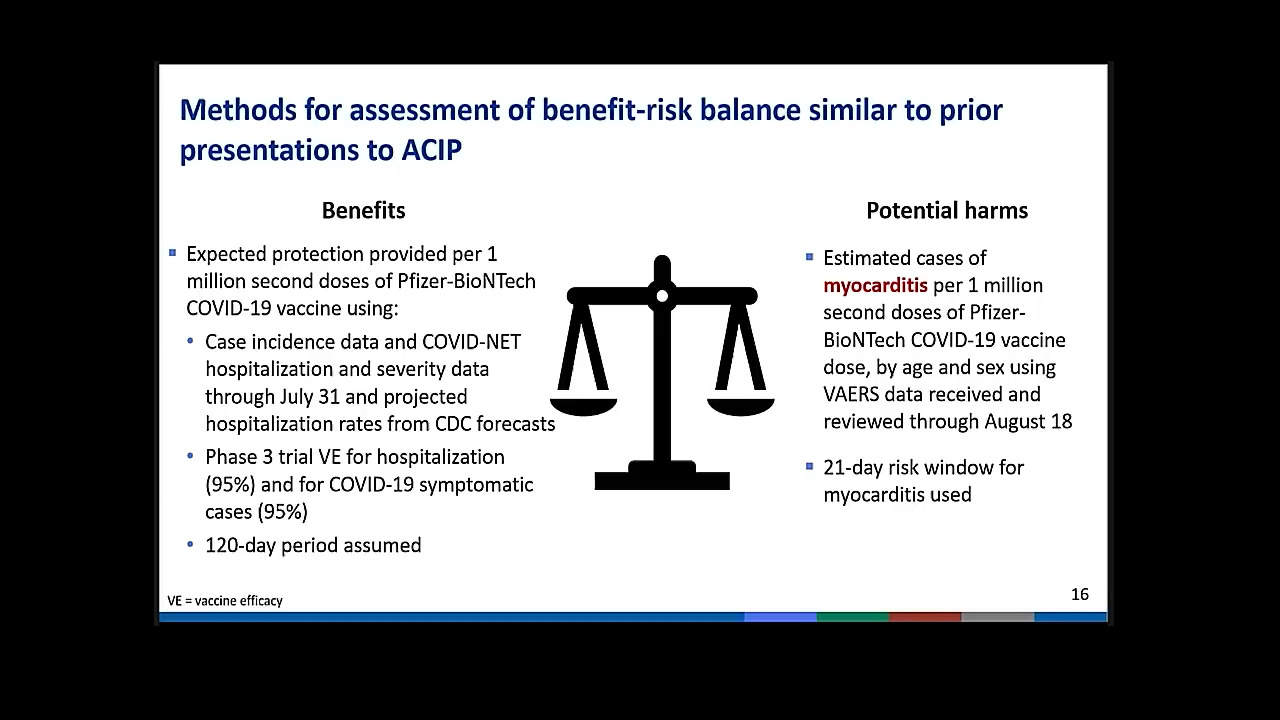 Methods for assessment of benefit-risk balance similar to prior
presentations to ACIP
Benefits
Expected protection provided per 1
million second doses of Pfizer-BioNTech
COVID-19 vaccine using:
Case incidence data and COVID-NET
hospitalization and severity data
through July 31 and projected
hospitalization rates from CDC forecasts
Phase 3 trial VE for hospitalization
(95%) and for COVID-19 symptomatic
cases (95%)
120-day period assumed
Potential harms
Estimated cases of
myocarditis per 1 million
second doses of Pfizer-
BioNTech COVID-19 vaccine
dose, by age and sex using
VAERS data received and
reviewed through August 18
21-day risk window for
myocarditis used
VE = vaccine efficacy
16